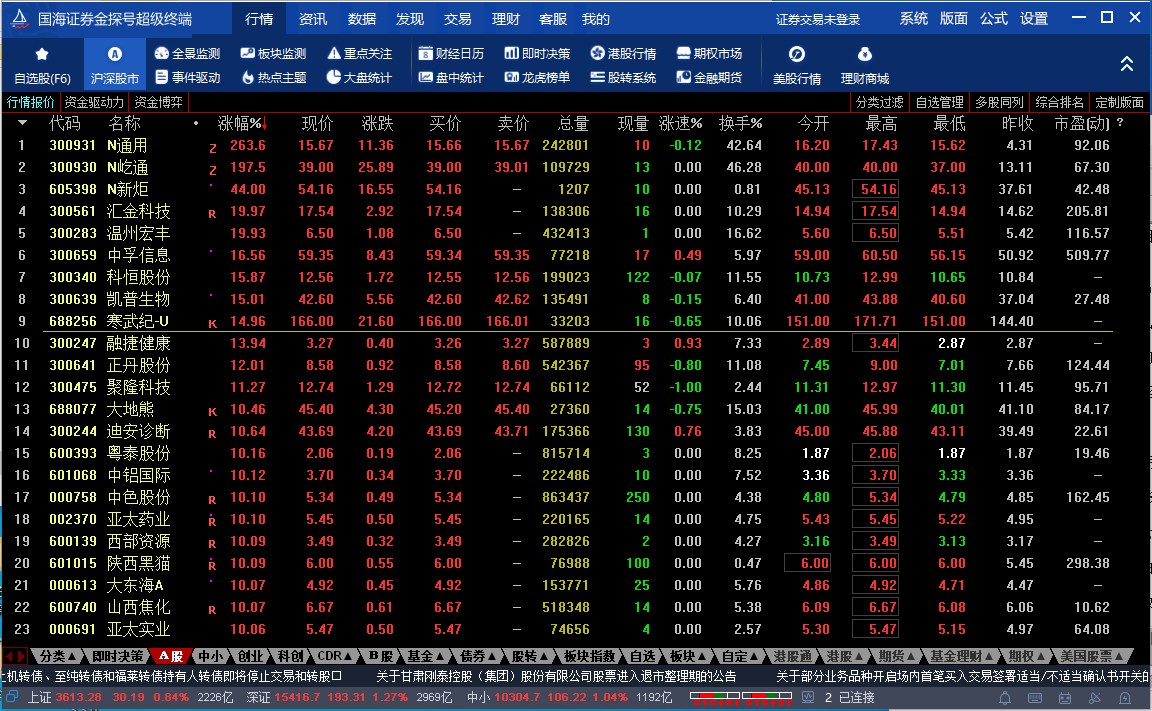 国海证券金探号超级终端 行情 资讯 数据 发现 交易 理财 客服 我的 证券交易未登录 系统 版面 公式 设置
全景监测 板块监测 重点关注 财经日历 即时决策 港股行情 期权市场
自选股(F6) 沪深股市 事件驱动 热点主题 大盘统计 盘中统计 龙虎榜单 股转系统 金融期货 美股行情 理财商城
行情报价 资金驱动力 资金博弈 分类过滤 自选管理 多股同列 综合排名 定制版面
代码 名称 涨幅%↓ 现价 涨跌 买价 卖价 总量 现量 涨速% 换手% 今开 最高 最低 昨收 市盈(动) ?
1 300931 N通用 Z 263.6 15.67 11.36 15.66 15.67 242801 10 -0.12 42.64 16.20 17.43 15.62 4.31 92.06
2 300930 N屹通 Z 197.5 39.00 25.89 39.00 39.01 109729 13 0.00 46.28 40.00 40.00 37.00 13.11 67.30
3 605398 N新炬 44.00 54.16 16.55 54.16 — 1207 10 0.00 0.81 45.13 54.16 45.13 37.61 42.48
4 300561 汇金科技 R 19.97 17.54 2.92 17.54 — 138306 16 0.00 10.29 14.94 17.54 14.94 14.62 205.81
5 300283 温州宏丰 19.93 6.50 1.08 6.50 — 432413 1 0.00 16.62 5.60 6.50 5.51 5.42 116.57
6 300659 中孚信息 16.56 59.35 8.43 59.34 59.35 77218 17 0.49 5.97 59.00 60.50 56.15 50.92 509.77
7 300340 科恒股份 15.87 12.56 1.72 12.55 12.56 199023 122 -0.07 11.55 10.73 12.99 10.65 10.84 —
8 300639 凯普生物 15.01 42.60 5.56 42.60 42.62 135491 8 -0.15 6.40 41.00 43.88 40.60 37.04 27.48
9 688256 寒武纪-U K 14.96 166.00 21.60 166.00 166.01 33203 16 -0.65 10.06 151.00 171.71 151.00 144.40 —
10 300247 融捷健康 13.94 3.27 0.40 3.26 3.27 587889 3 0.93 7.33 2.89 3.44 2.87 2.87 —
11 300641 正丹股份 12.01 8.58 0.92 8.58 8.60 542367 95 -0.80 11.08 7.45 9.00 7.01 7.66 124.44
12 300475 聚隆科技 11.27 12.74 1.29 12.72 12.74 66112 52 -1.00 2.44 11.31 12.97 11.30 11.45 95.71
13 688077 大地熊 K 10.46 45.40 4.30 45.20 45.40 27360 14 -0.75 15.03 41.00 45.99 40.01 41.10 84.17
14 300244 迪安诊断 R 10.64 43.69 4.20 43.69 43.71 175366 130 0.76 3.83 45.00 45.88 43.11 39.49 22.61
15 600393 粤泰股份 10.16 2.06 0.19 2.06 — 815714 3 0.00 8.25 1.87 2.06 1.87 1.87 19.46
16 601068 中铝国际 10.12 3.70 0.34 3.70 — 222486 10 0.00 7.52 3.36 3.70 3.33 3.36 —
17 000758 中色股份 R 10.10 5.34 0.49 5.34 — 863437 250 0.00 4.38 4.80 5.34 4.79 4.85 162.45
18 002370 亚太药业 R 10.10 5.45 0.50 5.45 — 220165 14 0.00 4.75 5.43 5.45 5.22 4.95 —
19 600139 西部资源 R 10.09 3.49 0.32 3.49 — 282826 2 0.00 4.27 3.16 3.49 3.13 3.17 —
20 601015 陕西黑猫 R 10.09 6.00 0.55 6.00 — 76988 100 0.00 0.47 6.00 6.00 6.00 5.45 298.38
21 000613 大东海A 10.07 4.92 0.45 4.92 — 153771 25 0.00 5.76 4.86 4.92 4.71 4.47 —
22 600740 山西焦化 R 10.07 6.67 0.61 6.67 — 518348 14 0.00 5.38 6.09 6.67 6.08 6.06 10.62
23 000691 亚太实业 10.06 5.47 0.50 5.47 — 74656 4 0.00 2.57 5.30 5.47 5.15 4.97 64.08
分类▲ 即时决策 A股 中小 创业 科创 CDR▲ B股 基金▲ 债券▲ 股转▲ 板块指数 自选 板块▲ 自定▲ 港股通 港股▲ 期货▲ 基金理财▲ 期权▲ 美国股票▲
上机转债、至纯转债和福莱转债持有人转债即将停止交易和转股口 关于甘肃刚泰控股（集团）股份有限公司股票进入退市整理期的公告 关于部分业务品种开启场内首笔买入交易签署适当/不适当确认书开关的
上证 3613.28 30.19 0.84% 2226亿 深证 15416.7 193.31 1.27% 2969亿 中小 10304.7 106.22 1.04% 1192亿 2 已连接